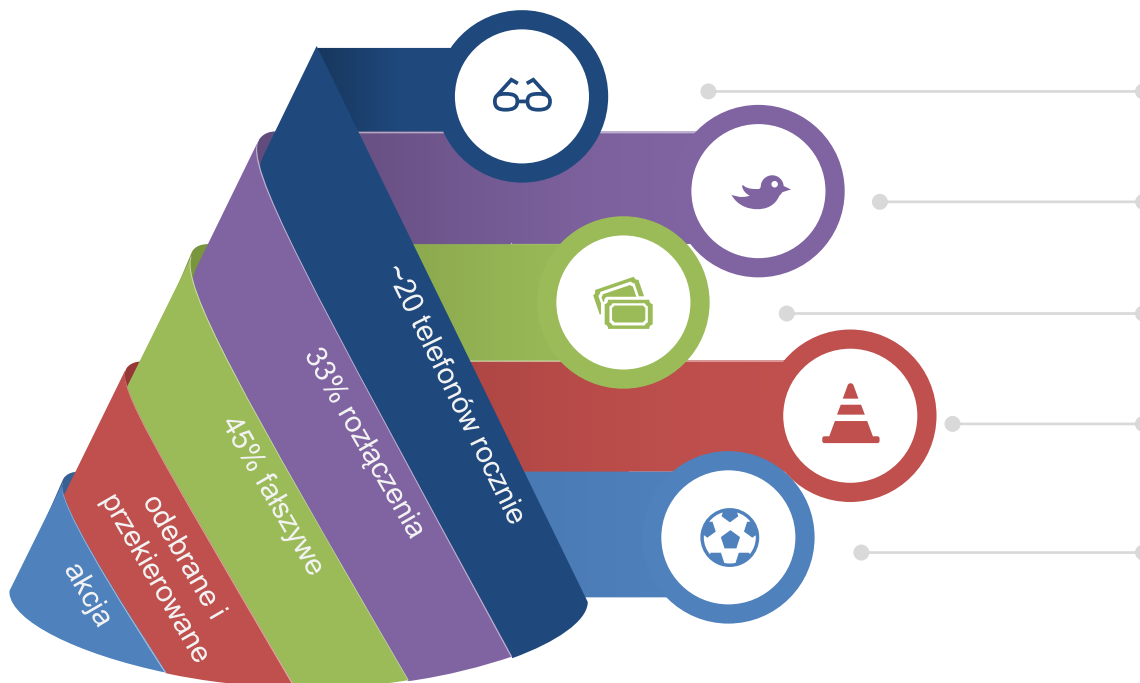 ~20 telefonów rocznie
33% rozłączenia
45% fałszywe
odebrane i
przekierowane
akcja